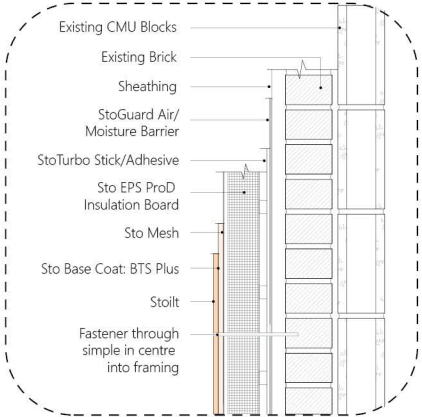 Existing CMU Blocks
Existing Brick
Sheathing
StoGuard Air/
Moisture Barrier
StoTurbo Stick/Adhesive
Sto EPS ProD
Insulation Board
Sto Mesh
Sto Base Coat: BTS Plus
Stoilt
Fastener through
simple in centre
into framing